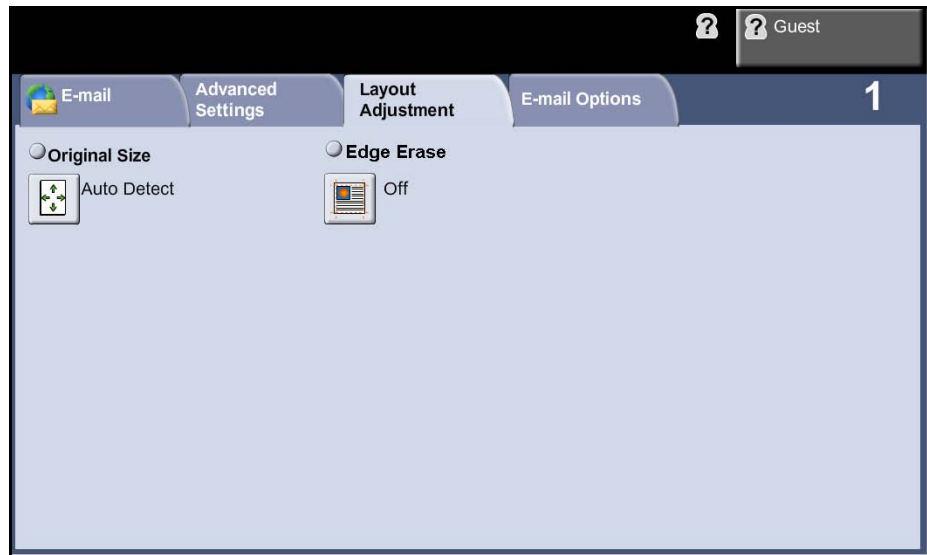 ? ? Guest
E-mail
Advanced
Settings
Layout
Adjustment
E-mail Options
1
Original Size
Edge Erase
Auto Detect
Off